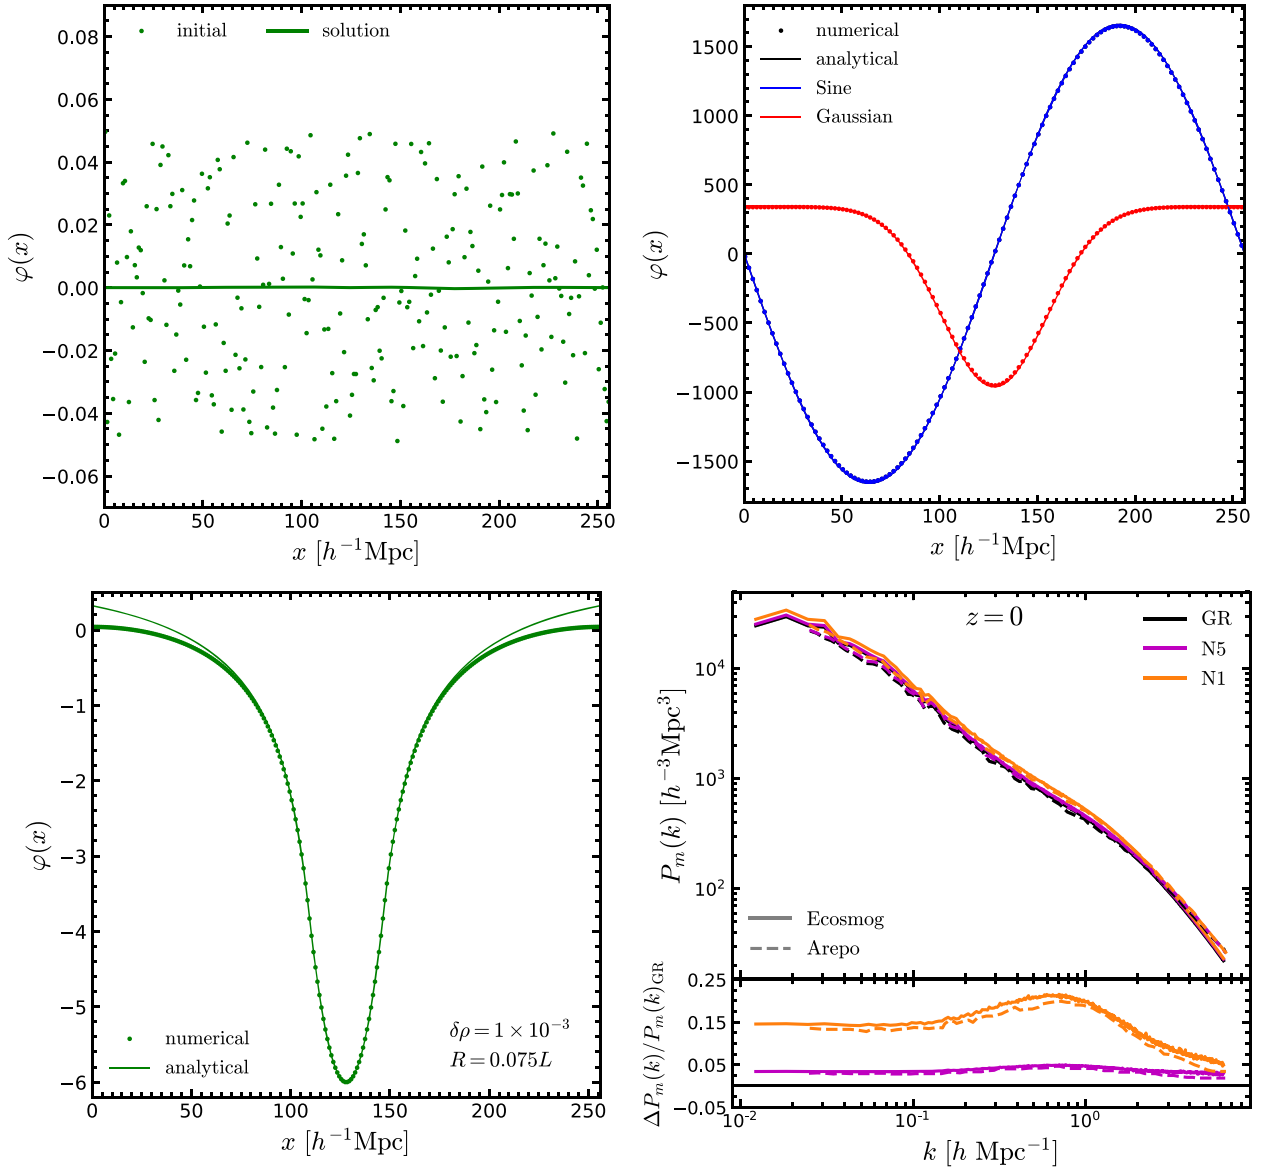 initial solution
0.08
0.06
0.04
0.02
0.00
−0.02
−0.04
−0.06
φ(x)
0 50 100 150 200 250
x [h⁻¹Mpc]
numerical
analytical
Sine
Gaussian
1500
1000
500
0
−500
−1000
−1500
φ(x)
0 50 100 150 200 250
x [h⁻¹Mpc]
0
−1
−2
−3
−4
−5
−6
φ(x)
numerical
analytical
δρ = 1 × 10⁻³
R = 0.075L
0 50 100 150 200 250
x [h⁻¹Mpc]
z = 0
GR
N5
N1
10⁴
10³
10²
P_m(k) [h⁻³Mpc³]
Ecosmog
Arepo
0.25
0.15
0.05
−0.05
ΔP_m(k)/P_m(k)_GR
10⁻² 10⁻¹ 10⁰
k [h Mpc⁻¹]